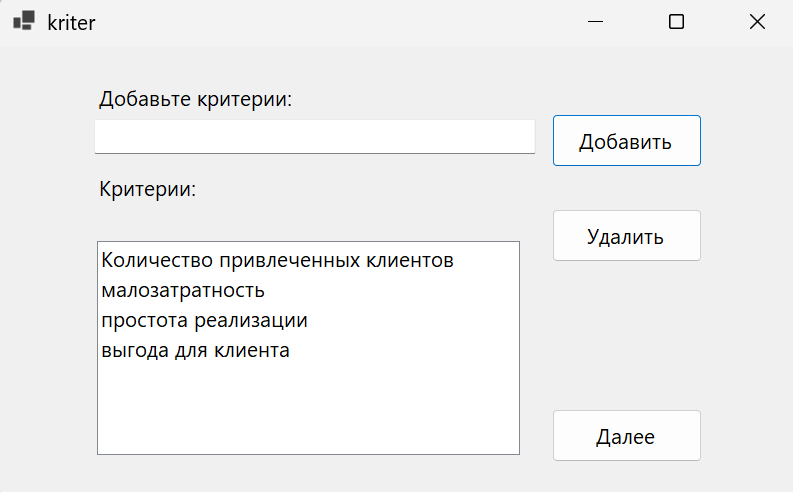 kriter
Добавьте критерии:
Добавить
Критерии:
Удалить
Количество привлеченных клиентов
малозатратность
простота реализации
выгода для клиента
Далее